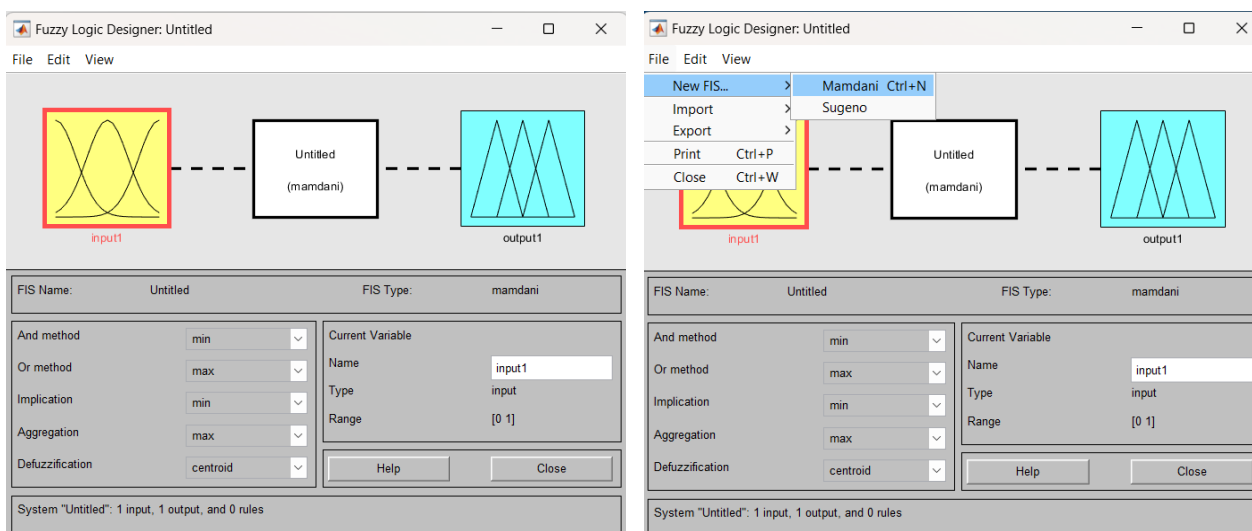 Fuzzy Logic Designer: Untitled
File Edit View
Untitled
(mamdani)
input1
output1
FIS Name: Untitled FIS Type: mamdani
And method min
Or method max
Implication min
Aggregation max
Defuzzification centroid
Current Variable
Name input1
Type input
Range [0 1]
Help Close
System "Untitled": 1 input, 1 output, and 0 rules
Fuzzy Logic Designer: Untitled
File Edit View
New FIS... >
Import >
Export >
Print Ctrl+P
Close Ctrl+W
Mamdani Ctrl+N
Sugeno
Untitled
(mamdani)
input1
output1
FIS Name: Untitled FIS Type: mamdani
And method min
Or method max
Implication min
Aggregation max
Defuzzification centroid
Current Variable
Name input1
Type input
Range [0 1]
Help Close
System "Untitled": 1 input, 1 output, and 0 rules